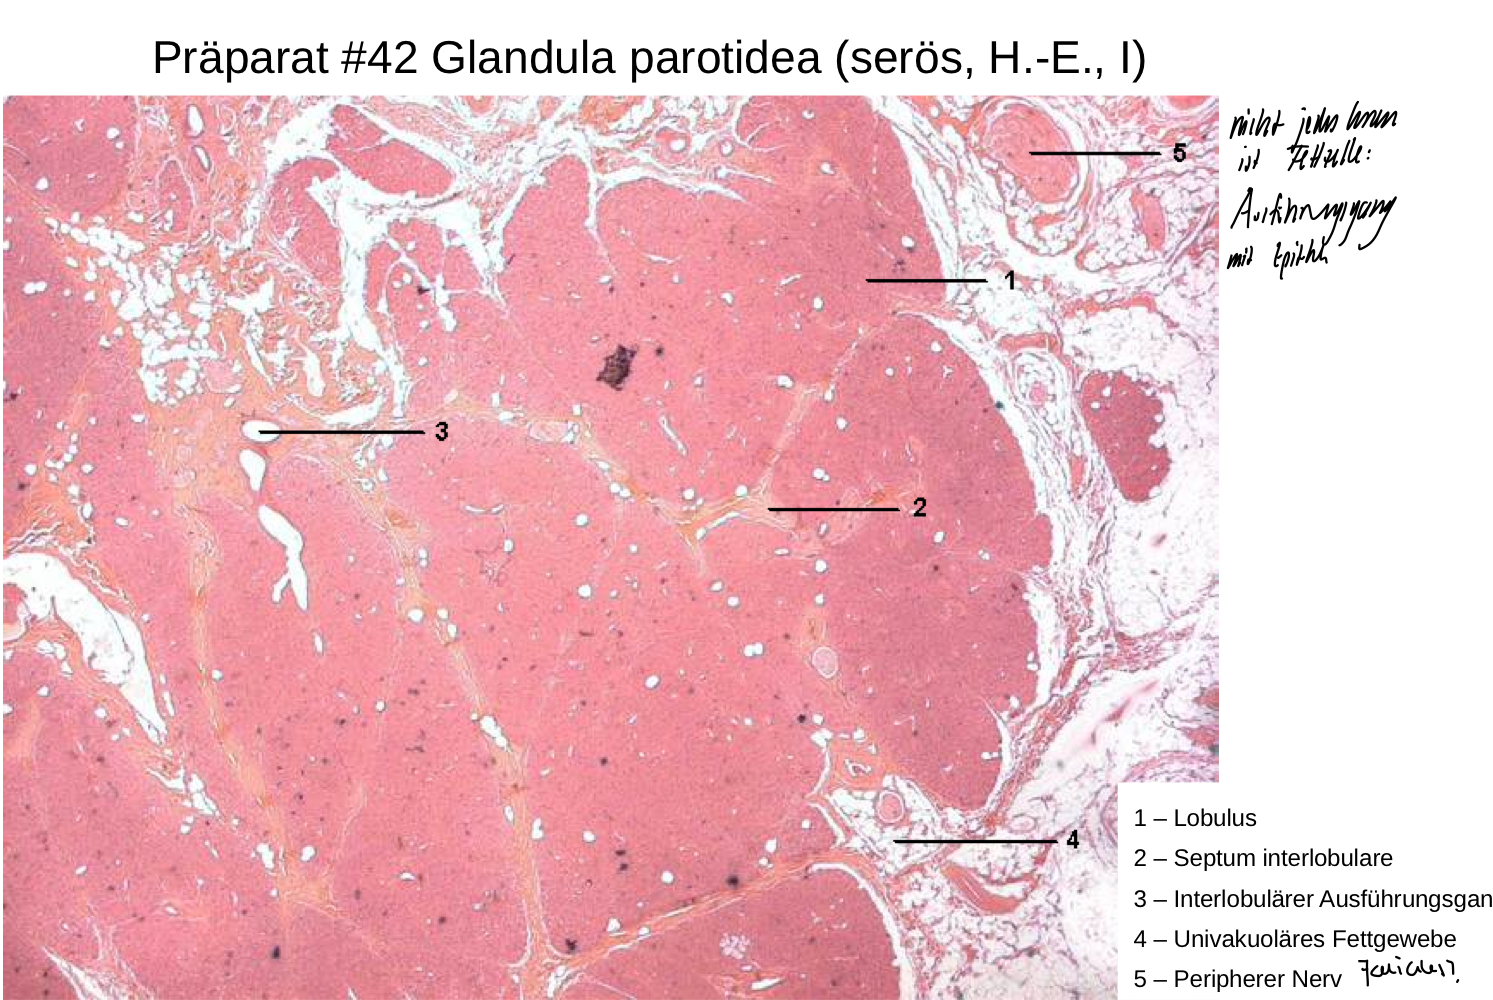 Präparat #42 Glandula parotidea (serös, H.-E., I)
nicht jedes
ist Fettzelle:
Ausführungsgang
mit Epithel
5
1
3
2
4
1 – Lobulus
2 – Septum interlobulare
3 – Interlobulärer Ausführungsgan
4 – Univakuoläres Fettgewebe
5 – Peripherer Nerv